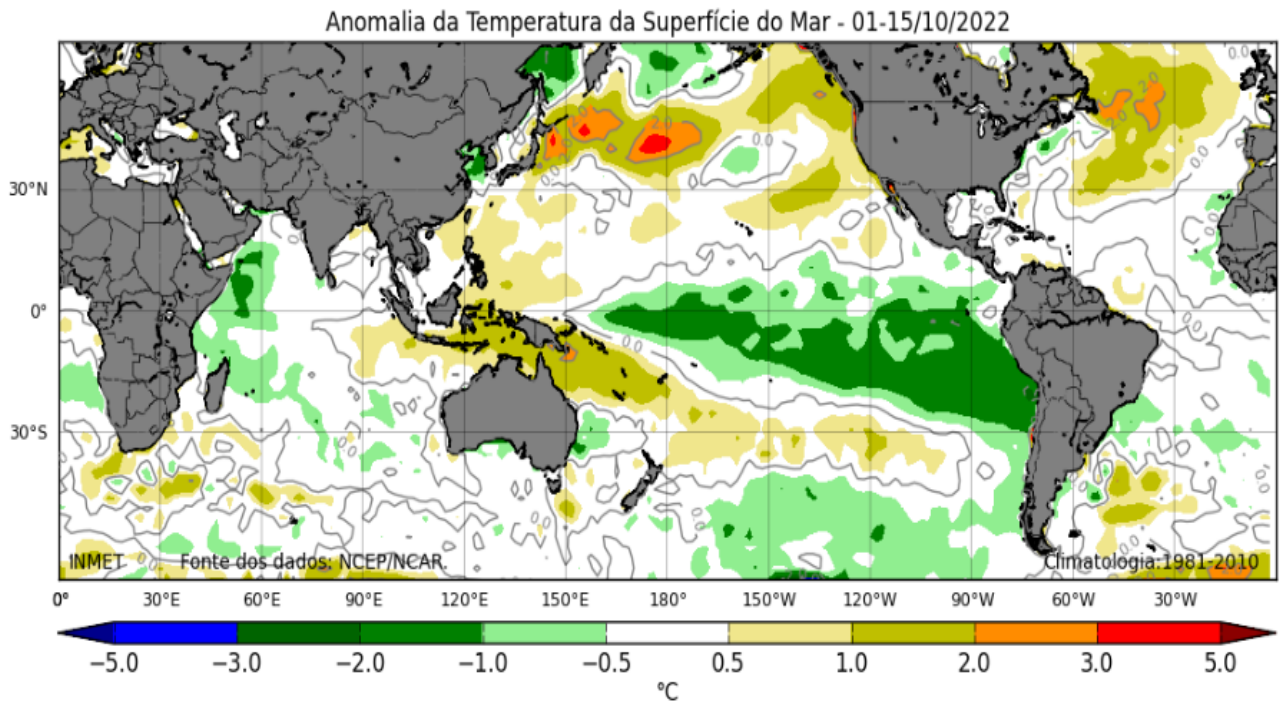 Anomalia da Temperatura da Superfície do Mar - 01-15/10/2022
30°N
0°
30°S
INMET Fonte dos dados: NCEP/NCAR. Climatologia:1981-2010
0° 30°E 60°E 90°E 120°E 150°E 180° 150°W 120°W 90°W 60°W 30°W
−5.0 −3.0 −2.0 −1.0 −0.5 0.5 1.0 2.0 3.0 5.0
°C